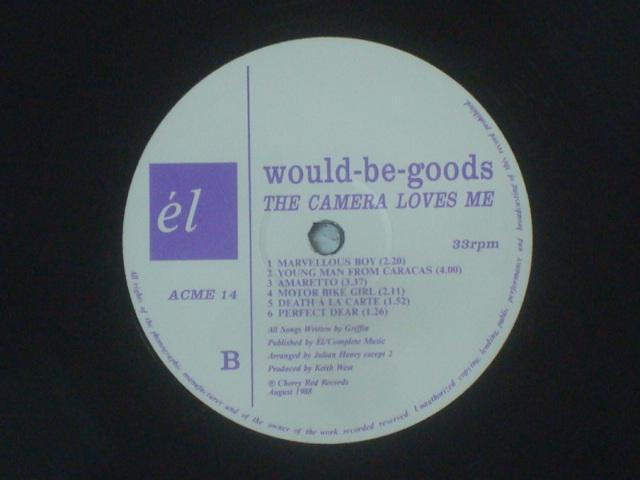 would-be-goods
THE CAMERA LOVES ME
él
33rpm
ACME 14
1 MARVELLOUS BOY (2.20)
2 YOUNG MAN FROM CARACAS (4.00)
3 AMARETTO (3.37)
4 MOTOR BIKE GIRL (2.11)
5 DEATH À LA CARTE (1.52)
6 PERFECT DEAR (1.26)
B
All Songs Written by Griffin
Published by Él/Complete Music
Arranged by Julian Henry except 2
Produced by Keith West
℗ Cherry Red Records
August 1988
All rights of the phonographic manufacturer and of the owner of the work recorded reserved. Unauthorized copying, lending, public performance and broadcasting of this record prohibited.